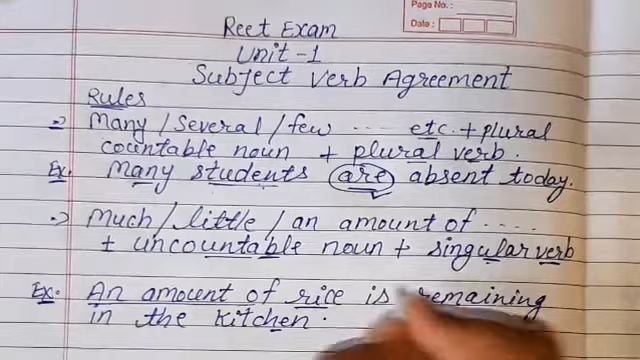 Page No.:
Date:
Reet Exam
Unit-1
Subject verb Agreement
Rules
=> Many / Several / few ---- etc. + plural
countable noun + plural verb.
Ex. Many students are absent today.
-> Much / little / an amount of ----
+ uncountable noun + singular verb
Ex. An amount of rice is remaining
in the kitchen.